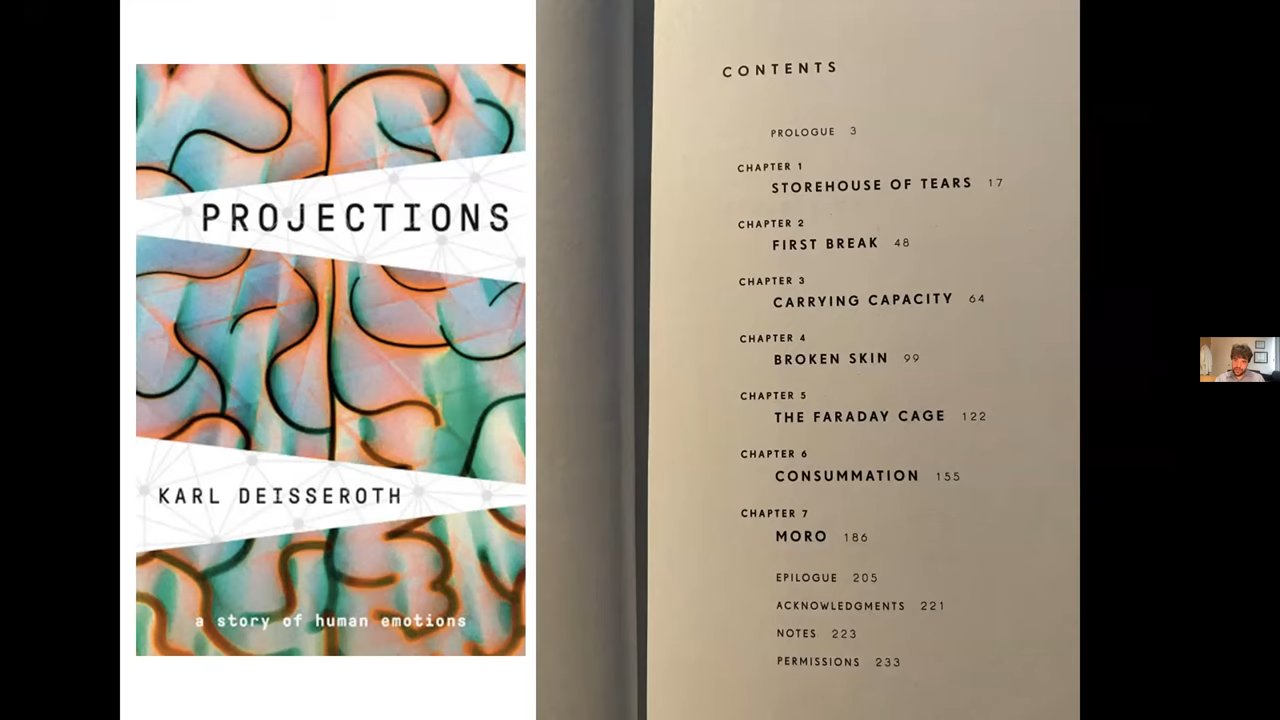 PROJECTIONS
KARL DEISSEROTH
a story of human emotions
CONTENTS
PROLOGUE 3
CHAPTER 1
STOREHOUSE OF TEARS 17
CHAPTER 2
FIRST BREAK 48
CHAPTER 3
CARRYING CAPACITY 64
CHAPTER 4
BROKEN SKIN 99
CHAPTER 5
THE FARADAY CAGE 122
CHAPTER 6
CONSUMMATION 155
CHAPTER 7
MORO 186
EPILOGUE 205
ACKNOWLEDGMENTS 221
NOTES 223
PERMISSIONS 233